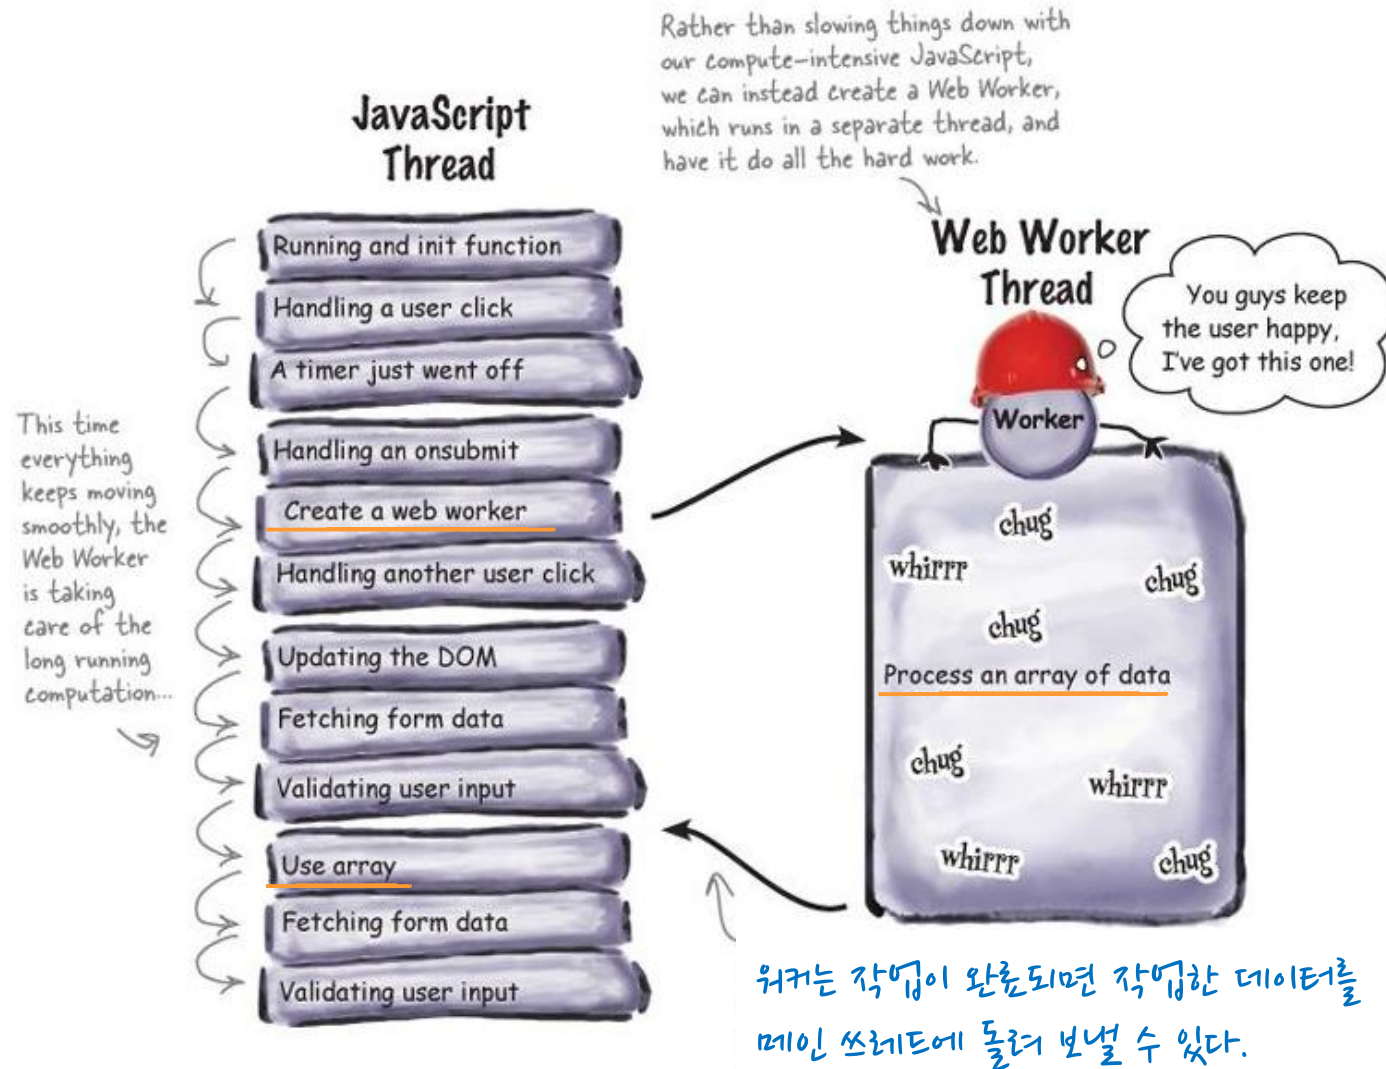 Rather than slowing things down with
our compute-intensive JavaScript,
we can instead create a Web Worker,
which runs in a separate thread, and
have it do all the hard work.
JavaScript
Thread
Running and init function
Handling a user click
A timer just went off
Handling an onsubmit
Create a web worker
Handling another user click
Updating the DOM
Fetching form data
Validating user input
Use array
Fetching form data
Validating user input
This time
everything
keeps moving
smoothly, the
Web Worker
is taking
care of the
long running
computation...
Web Worker
Thread
You guys keep
the user happy,
I've got this one!
Worker
chug
whirrr
chug
chug
Process an array of data
chug
whirrr
whirrr
chug
워커는 작업이 완료되면 작업한 데이터를
메인 쓰레드에 돌려 보낼 수 있다.